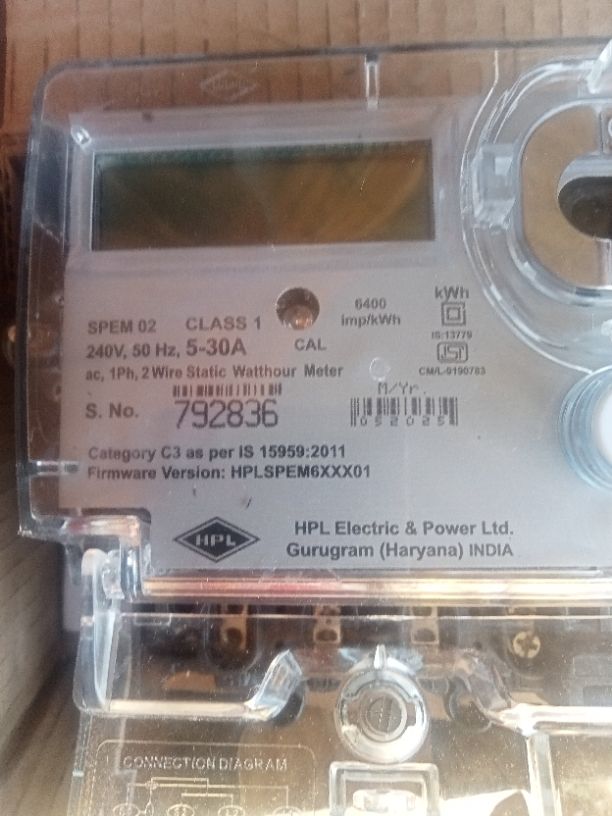 SPEM 02 CLASS 1
240V, 50 Hz, 5-30A
CAL
6400
imp/kWh
kWh
IS:13779
CM/L-9190783
ac, 1Ph, 2 Wire Static Watthour Meter
S. No. 792836
M/Yr.
052025
Category C3 as per IS 15959:2011
Firmware Version: HPLSPEM6XXX01
HPL
HPL Electric & Power Ltd.
Gurugram (Haryana) INDIA
CONNECTION DIAGRAM